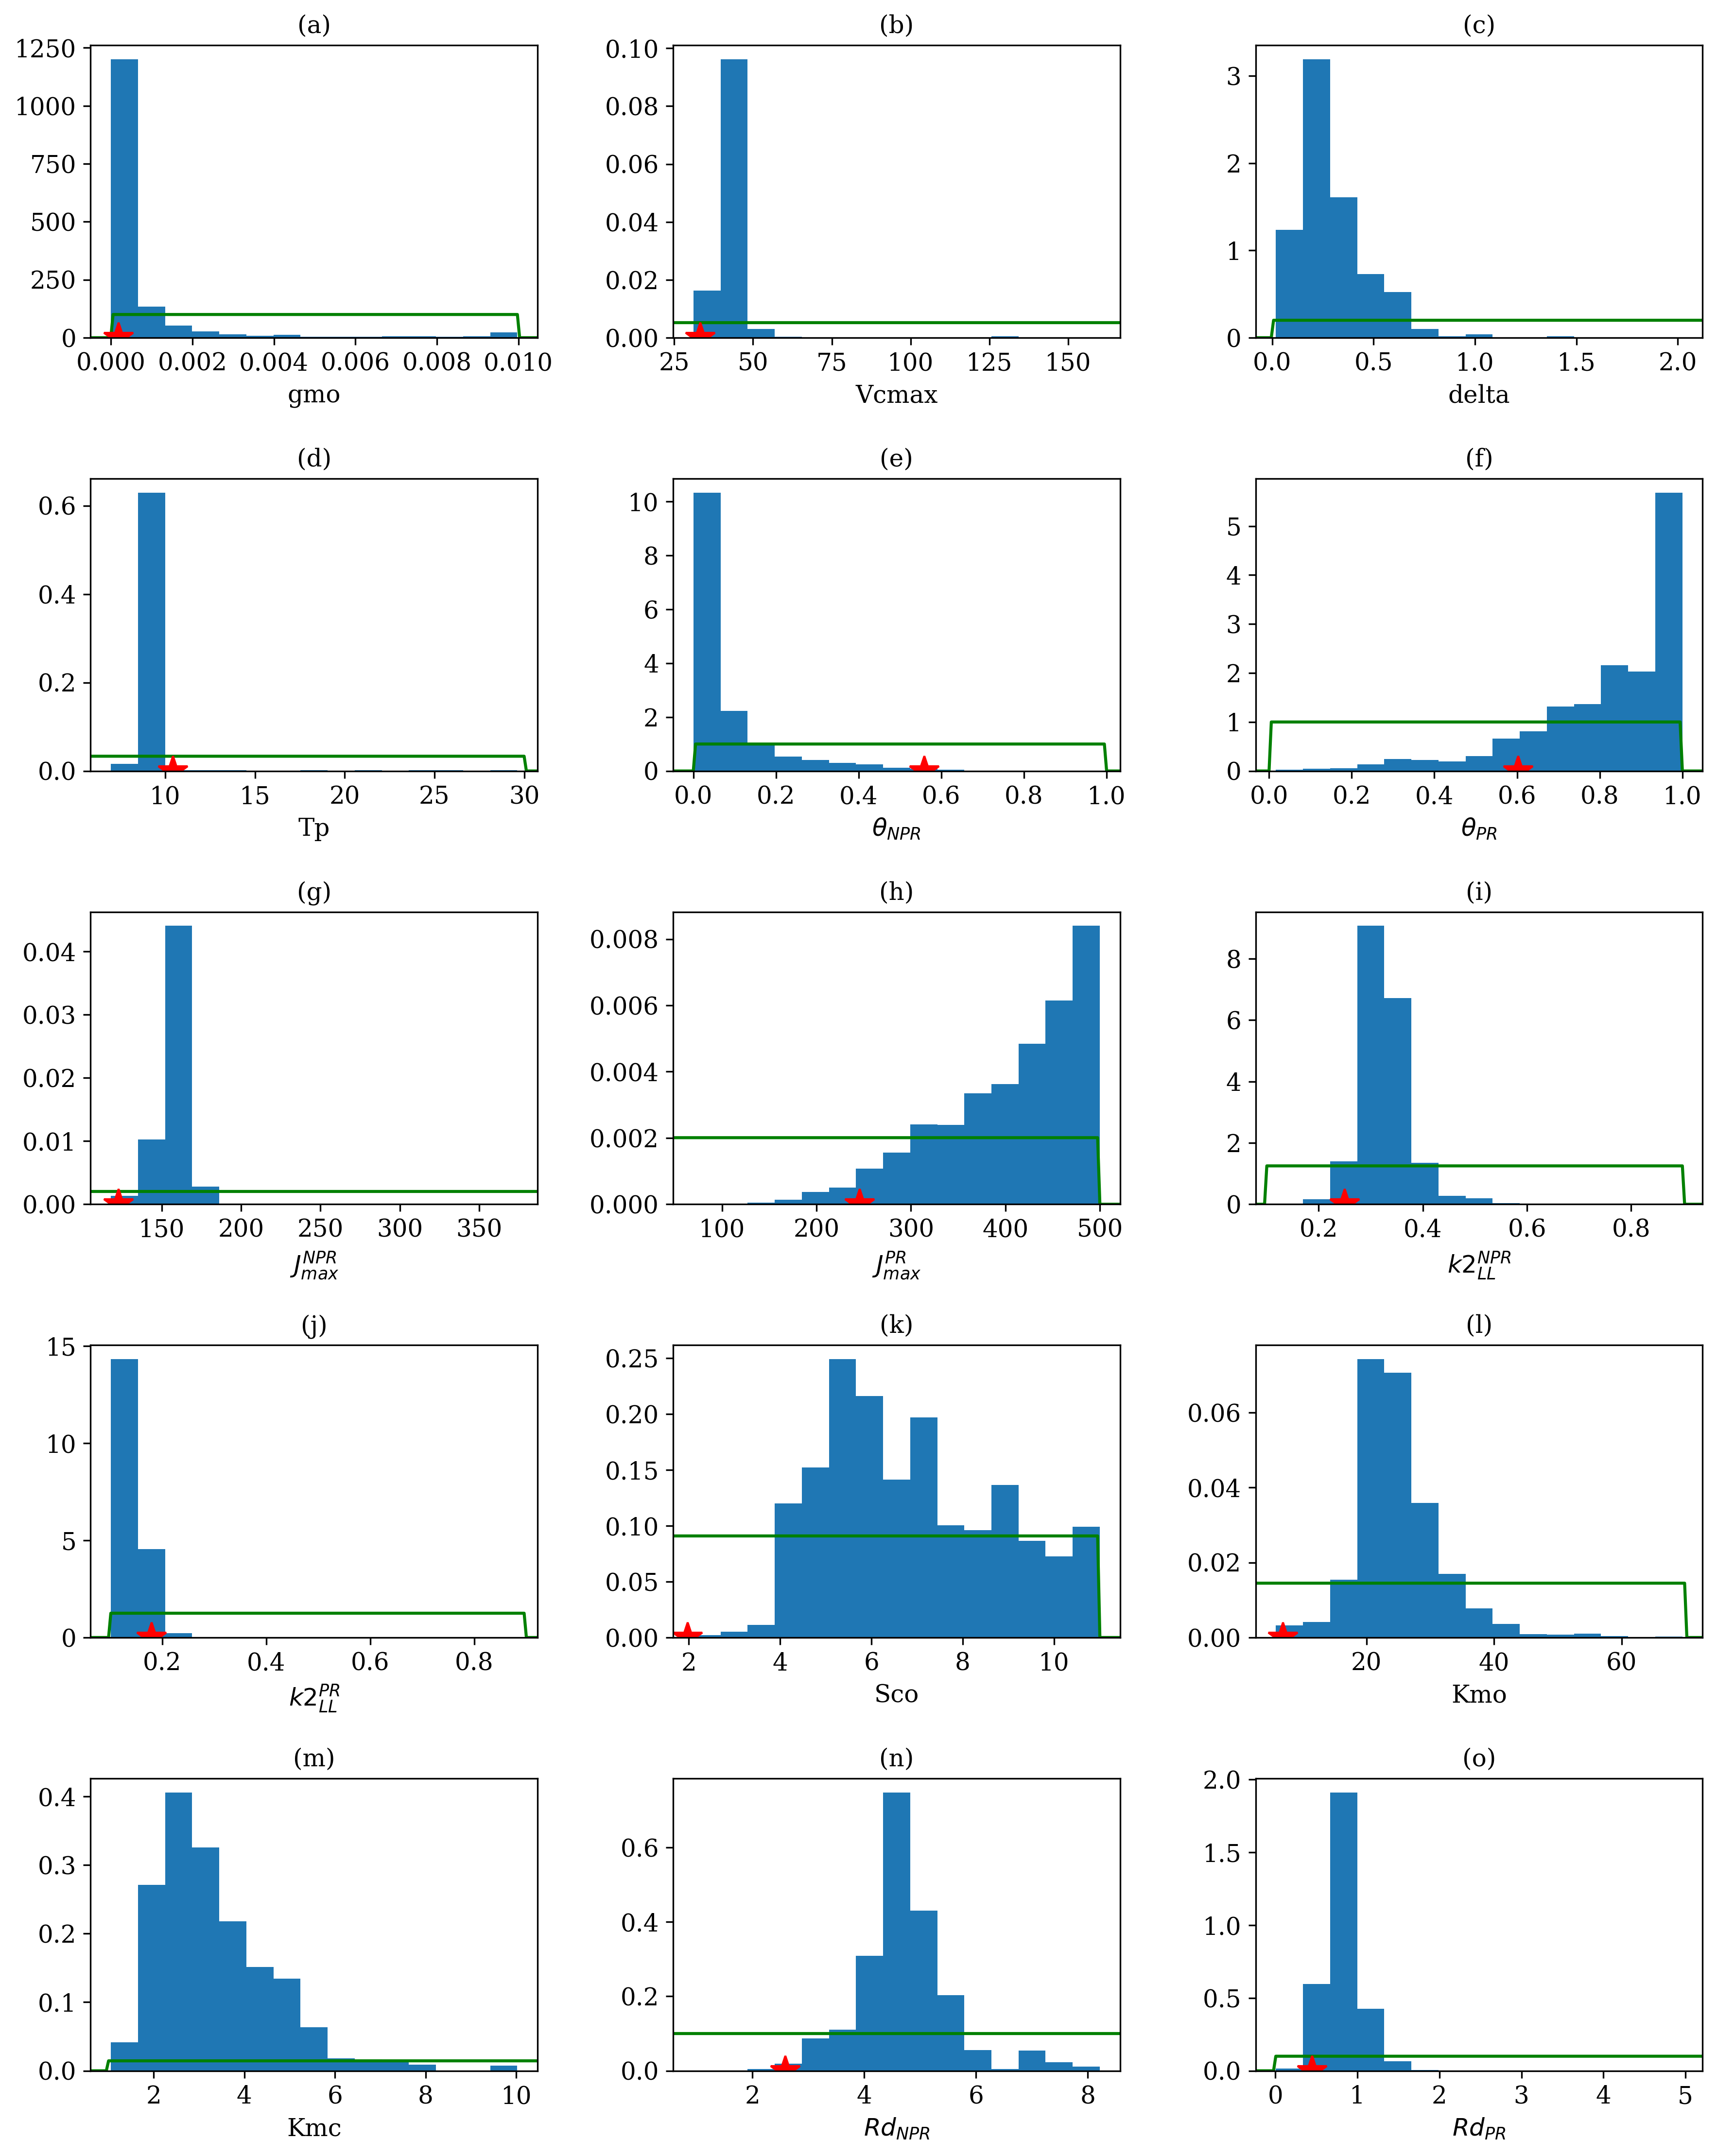 (a) (b) (c)
1250 1000 750 500 250 0
0.000 0.002 0.004 0.006 0.008 0.010
gmo
0.10 0.08 0.06 0.04 0.02 0.00
25 50 75 100 125 150
Vcmax
3 2 1 0
0.0 0.5 1.0 1.5 2.0
delta
(d) (e) (f)
0.6 0.4 0.2 0.0
10 15 20 25 30
Tp
10 8 6 4 2 0
0.0 0.2 0.4 0.6 0.8 1.0
θ_NPR
5 4 3 2 1 0
0.0 0.2 0.4 0.6 0.8 1.0
θ_PR
(g) (h) (i)
0.04 0.03 0.02 0.01 0.00
150 200 250 300 350
J_max^NPR
0.008 0.006 0.004 0.002 0.000
100 200 300 400 500
J_max^PR
8 6 4 2 0
0.2 0.4 0.6 0.8
k2_LL^NPR
(j) (k) (l)
15 10 5 0
0.2 0.4 0.6 0.8
k2_LL^PR
0.25 0.20 0.15 0.10 0.05 0.00
2 4 6 8 10
Sco
0.06 0.04 0.02 0.00
20 40 60
Kmo
(m) (n) (o)
0.4 0.3 0.2 0.1 0.0
2 4 6 8 10
Kmc
0.6 0.4 0.2 0.0
2 4 6 8
Rd_NPR
2.0 1.5 1.0 0.5 0.0
0 1 2 3 4 5
Rd_PR